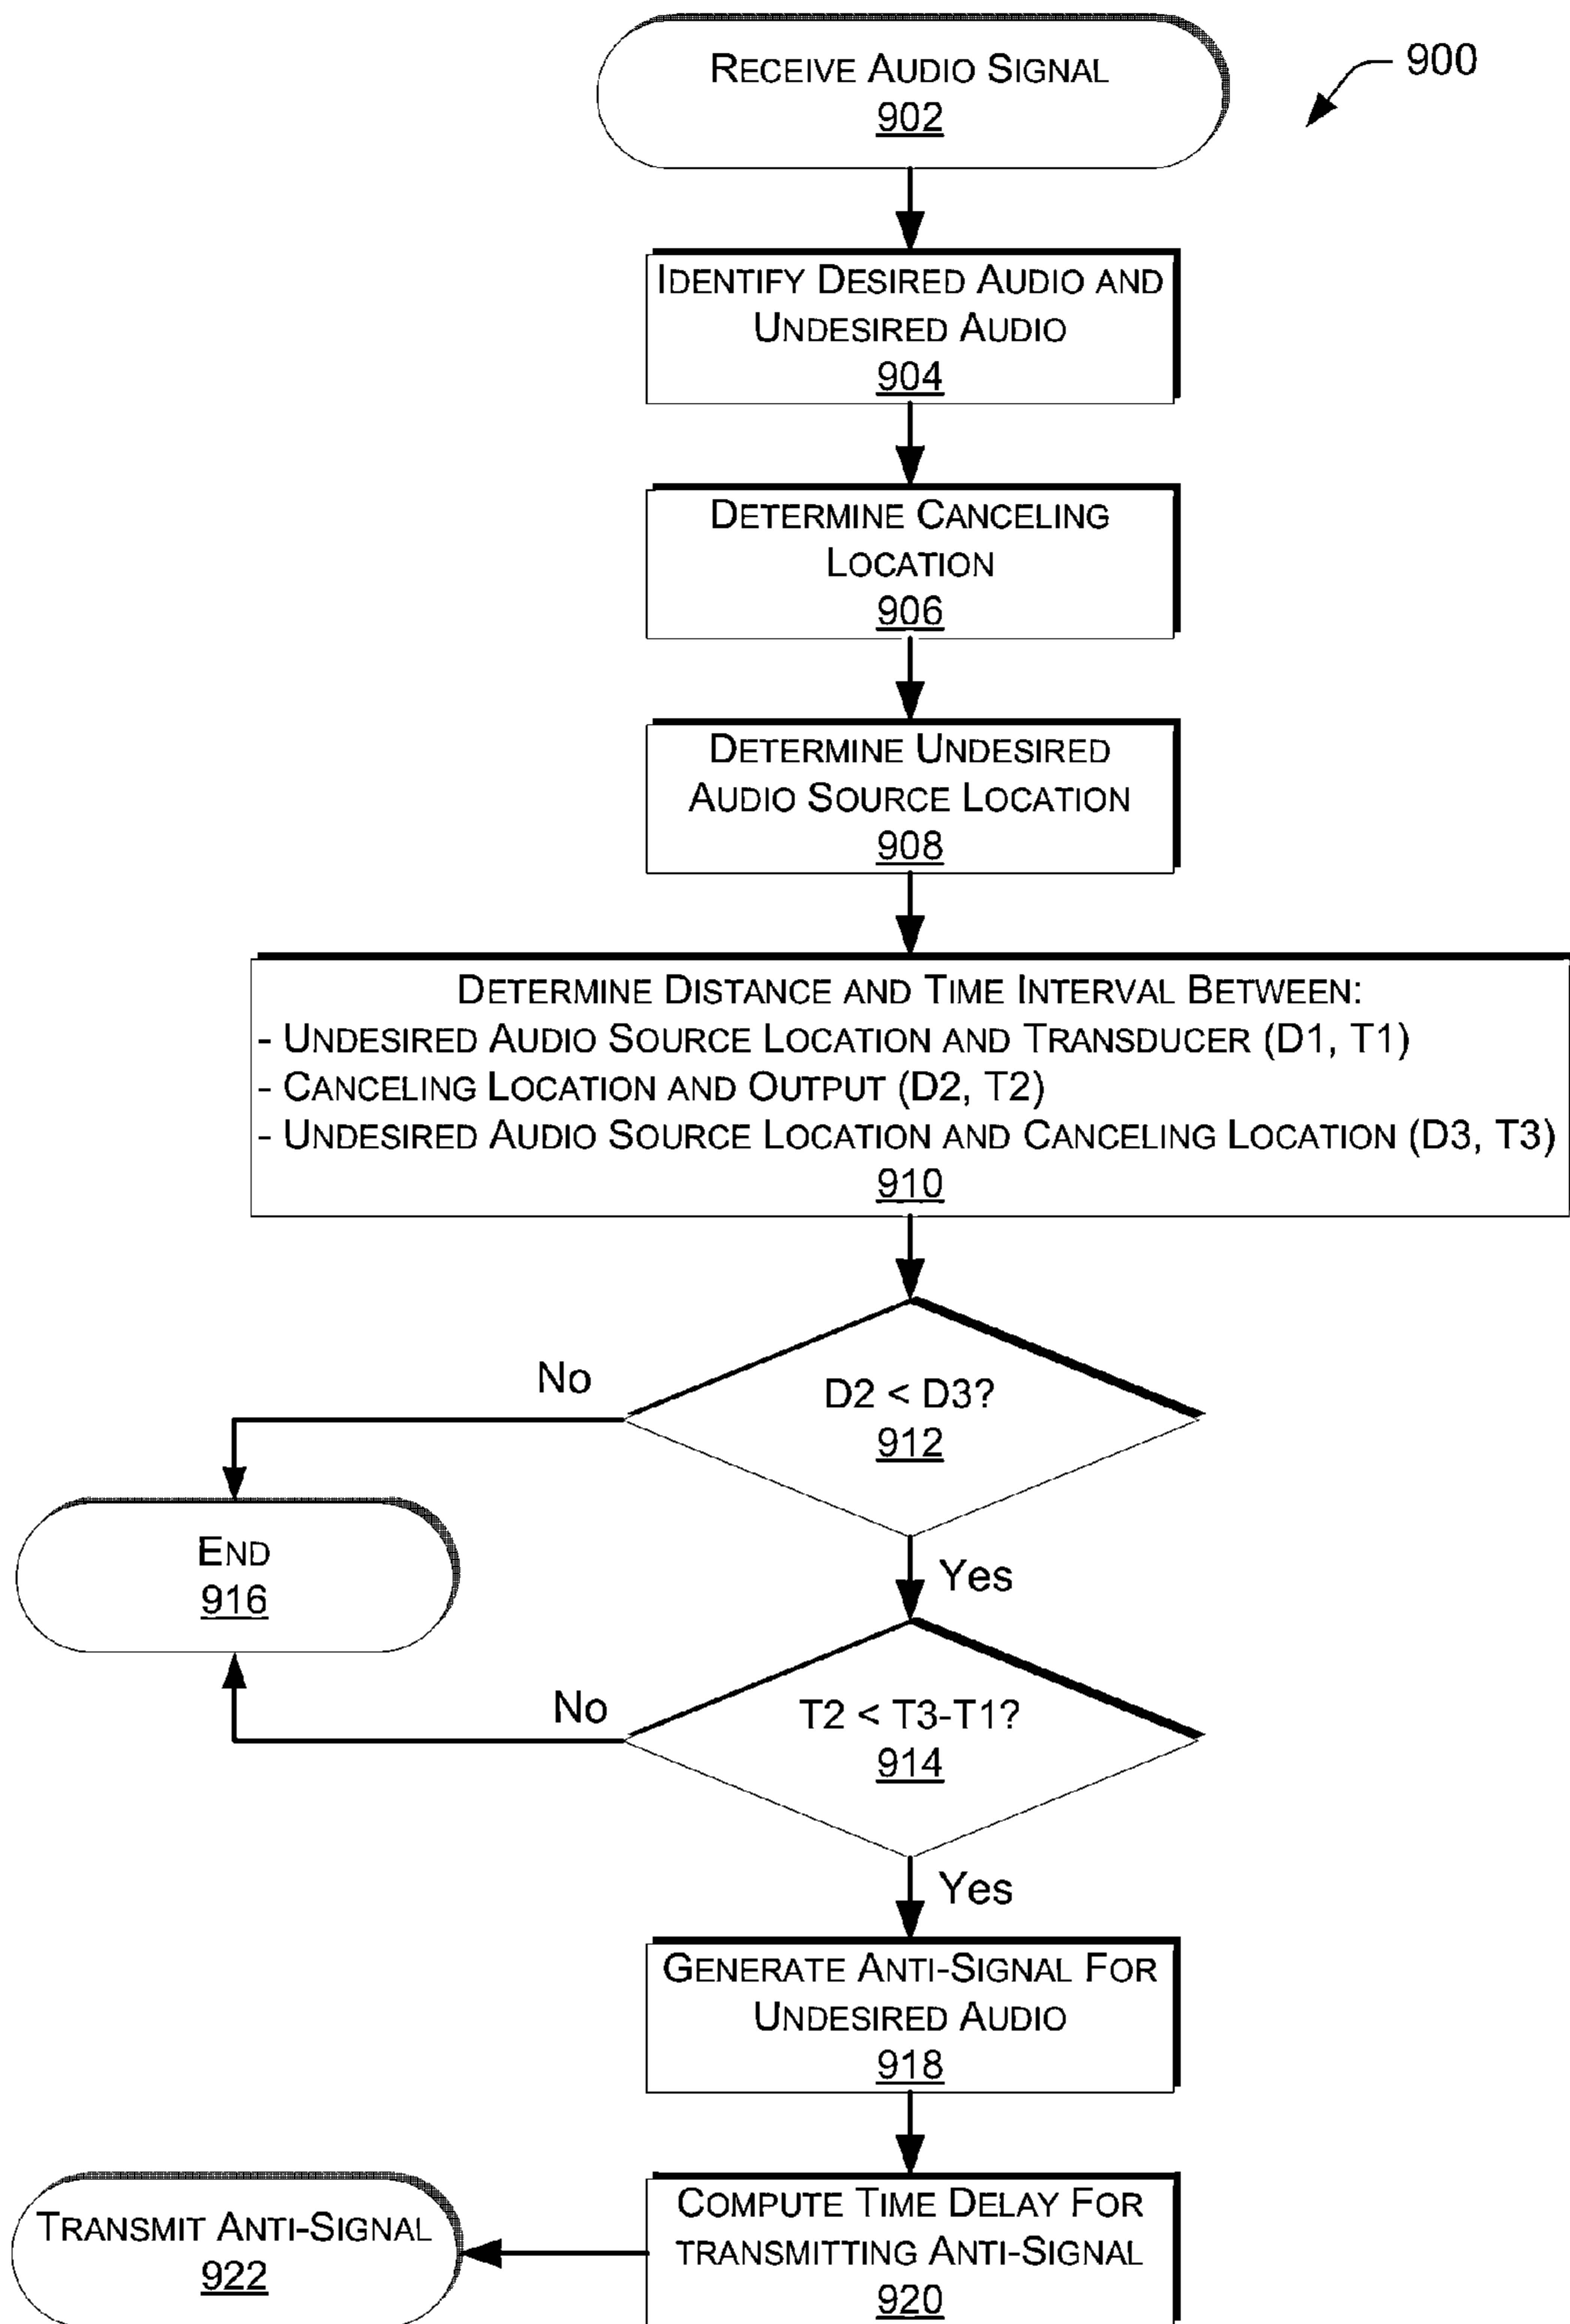 RECEIVE AUDIO SIGNAL
902
900
IDENTIFY DESIRED AUDIO AND
UNDESIRED AUDIO
904
DETERMINE CANCELING
LOCATION
906
DETERMINE UNDESIRED
AUDIO SOURCE LOCATION
908
DETERMINE DISTANCE AND TIME INTERVAL BETWEEN:
- UNDESIRED AUDIO SOURCE LOCATION AND TRANSDUCER (D1, T1)
- CANCELING LOCATION AND OUTPUT (D2, T2)
- UNDESIRED AUDIO SOURCE LOCATION AND CANCELING LOCATION (D3, T3)
910
No
D2 < D3?
912
END
916
Yes
No
T2 < T3-T1?
914
Yes
GENERATE ANTI-SIGNAL FOR
UNDESIRED AUDIO
918
COMPUTE TIME DELAY FOR
TRANSMITTING ANTI-SIGNAL
920
TRANSMIT ANTI-SIGNAL
922